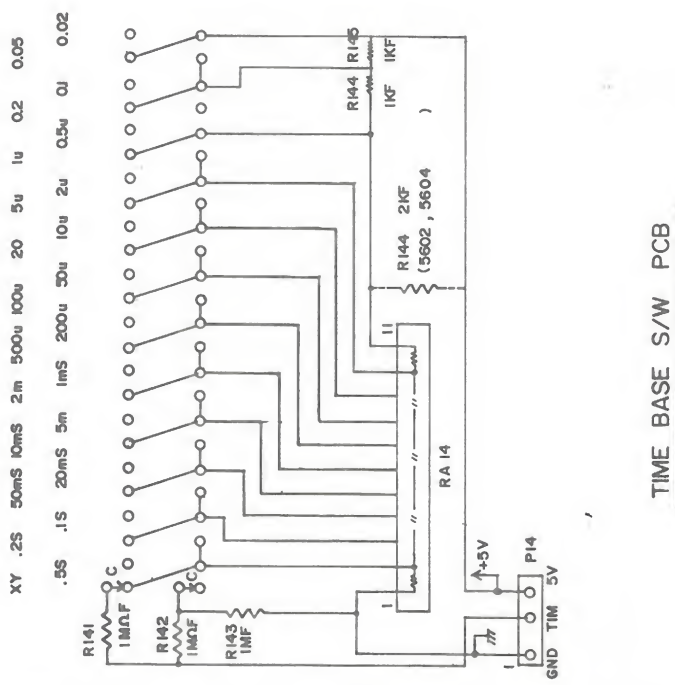 XY .2S 50mS 10mS 2m 500u 100u 20 5u 1u 0.2 0.05
.5S .1S 20mS 5m 1mS 200u 50u 10u 2u 0.5u 0.1 0.02
C
C
R141
1MΩF
R142
1MΩF
R143
1MF
R144
1KF
R145
1KF
)
R144 2KF
(5602, 5604
1
11
RA14
+5V
P14
1
GND TIM 5V
TIME BASE S/W PCB